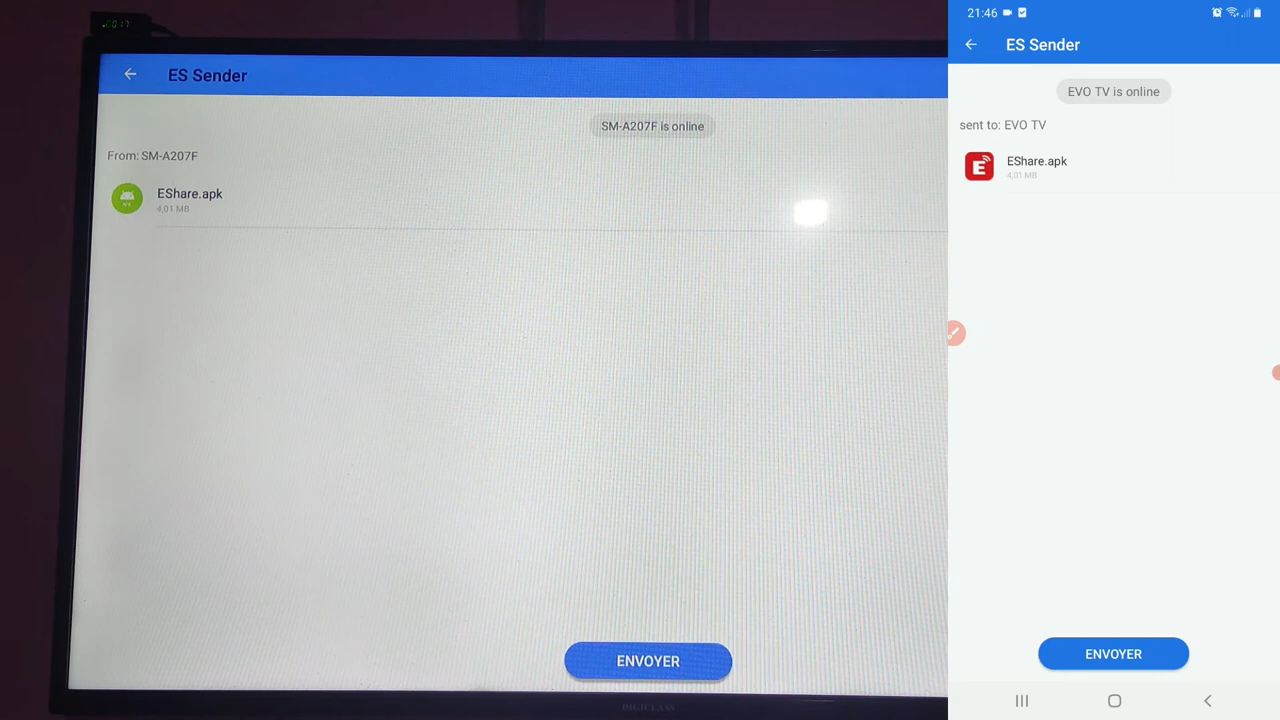 ES Sender
SM-A207F is online
From: SM-A207F
EShare.apk
4,01 MB
ENVOYER
DIGICLASS
21:46
ES Sender
EVO TV is online
sent to: EVO TV
E
EShare.apk
4,01 MB
ENVOYER